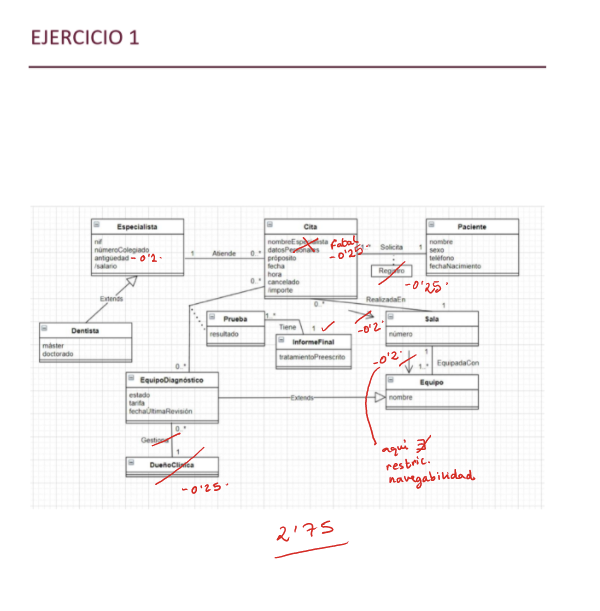 EJERCICIO 1
Especialista
nif
númeroColegiado
antigüedad - 0'2.
/salario
1 Atiende 0..*
Cita
nombreEspecialista
datosPersonales
própósito
fecha
hora
cancelado
/importe
- 0'25.
Solicita 1
Registro
- 0'25.
Paciente
nombre
sexo
teléfono
fechaNacimiento
Extends
Dentista
máster
doctorado
0..*
0..*
RealizadaEn
1
- 0'2.
Prueba
resultado
1..*
Tiene 1
InformeFinal
tratamientoPreescrito
Sala
número
1
- 0'2.
EquipadaCon
1..*
0..*
EquipoDiagnóstico
estado
tarifa
fechaÚltimaRevisión
Extends
Equipo
nombre
0..*
Gestiona
1
DueñoClínica
- 0'25.
aqui ∄
restric.
navegabilidad
2'75